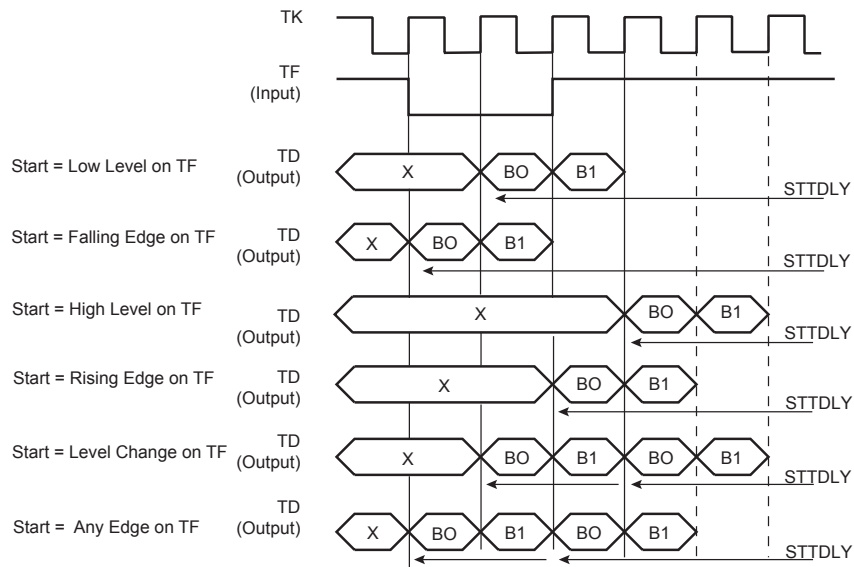 TK
TF
(Input)
Start = Low Level on TF
TD
(Output)
X
BO
B1
STTDLY
Start = Falling Edge on TF
TD
(Output)
X
BO
B1
STTDLY
Start = High Level on TF
TD
(Output)
X
BO
B1
STTDLY
Start = Rising Edge on TF
TD
(Output)
X
BO
B1
STTDLY
Start = Level Change on TF
TD
(Output)
X
BO
B1
BO
B1
STTDLY
Start = Any Edge on TF
TD
(Output)
X
BO
B1
BO
B1
STTDLY